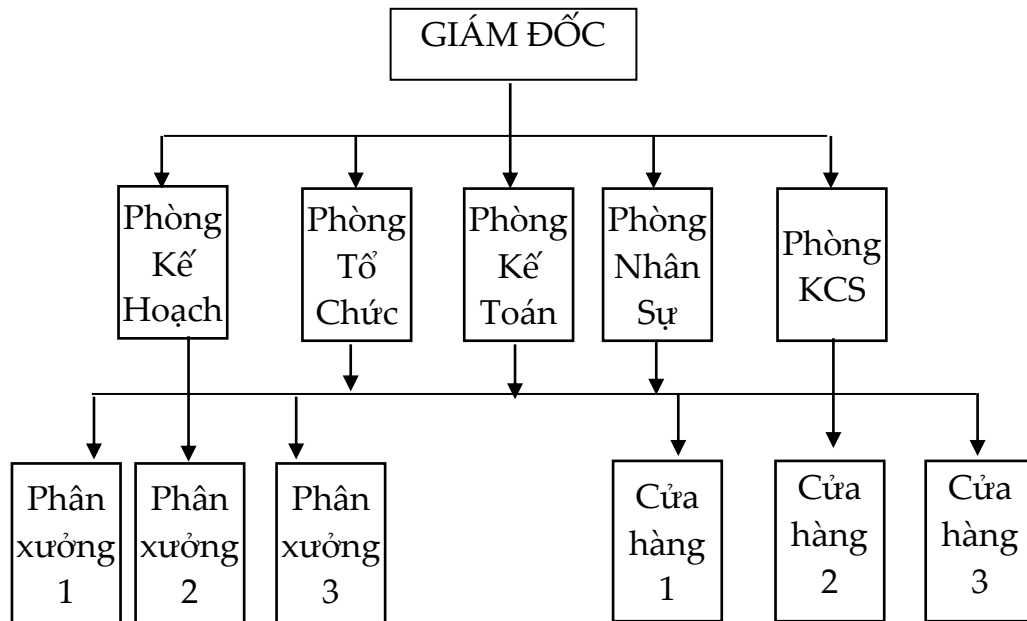 GIÁM ĐỐC
Phòng
Kế
Hoạch
Phòng
Tổ
Chức
Phòng
Kế
Toán
Phòng
Nhân
Sự
Phòng
KCS
Phân
xưởng
1
Phân
xưởng
2
Phân
xưởng
3
Cửa
hàng
1
Cửa
hàng
2
Cửa
hàng
3